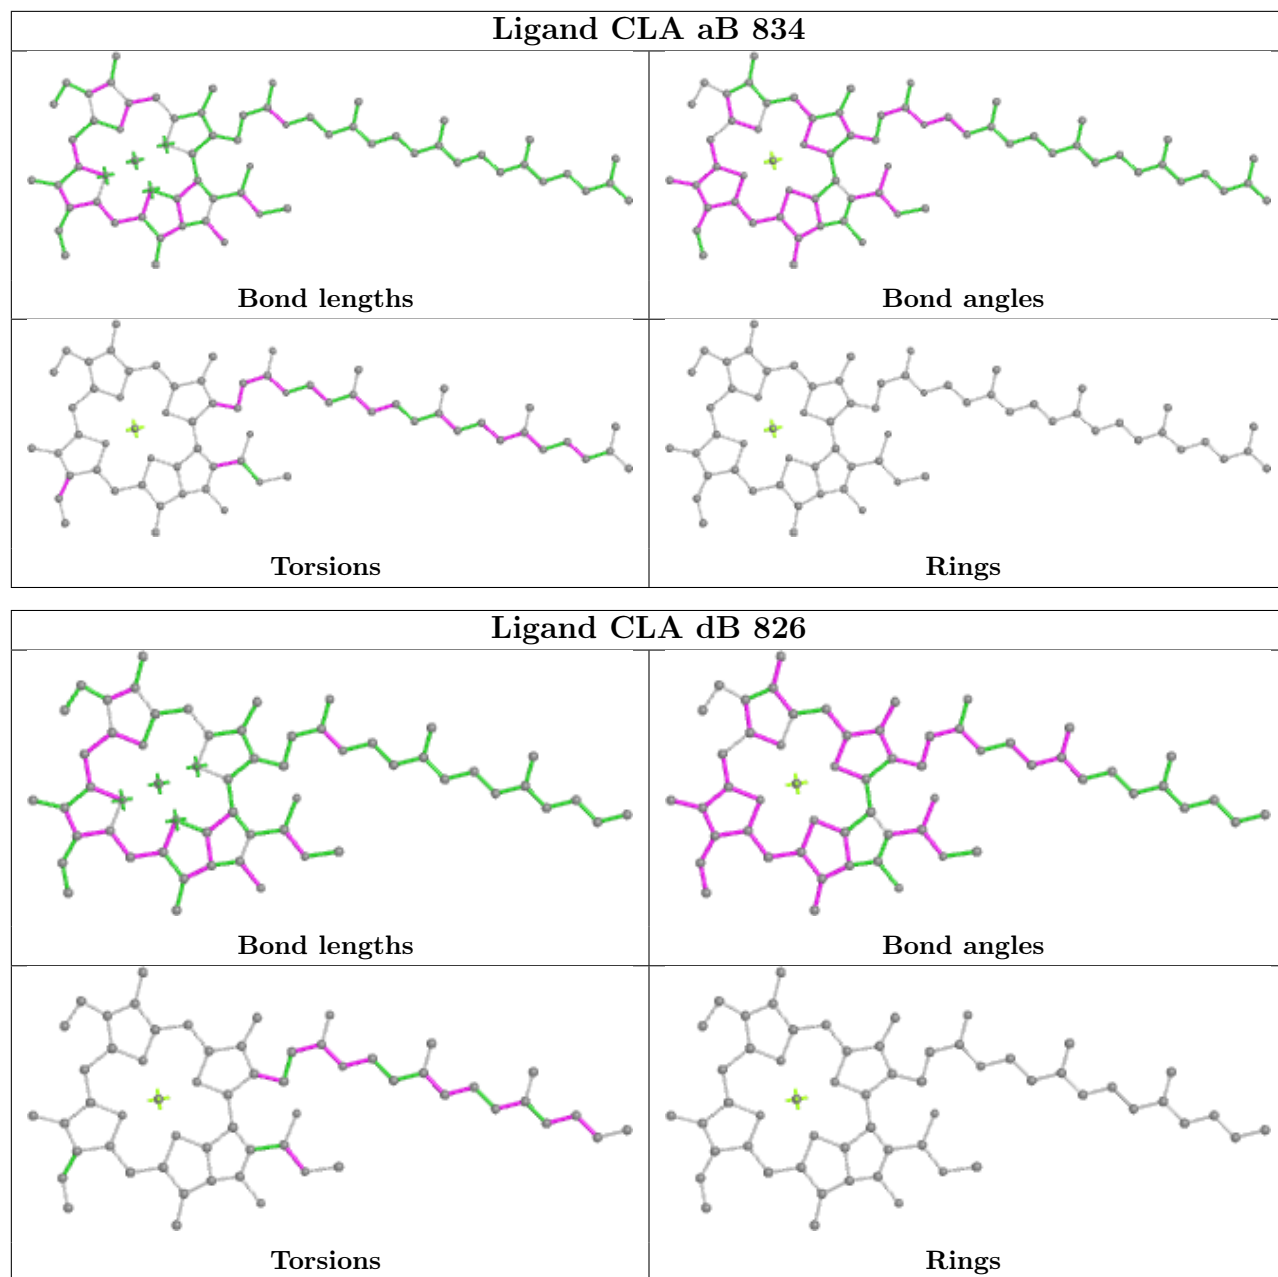 Ligand CLA aB 834
Bond lengths
Bond angles
Torsions
Rings
Ligand CLA dB 826
Bond lengths
Bond angles
Torsions
Rings